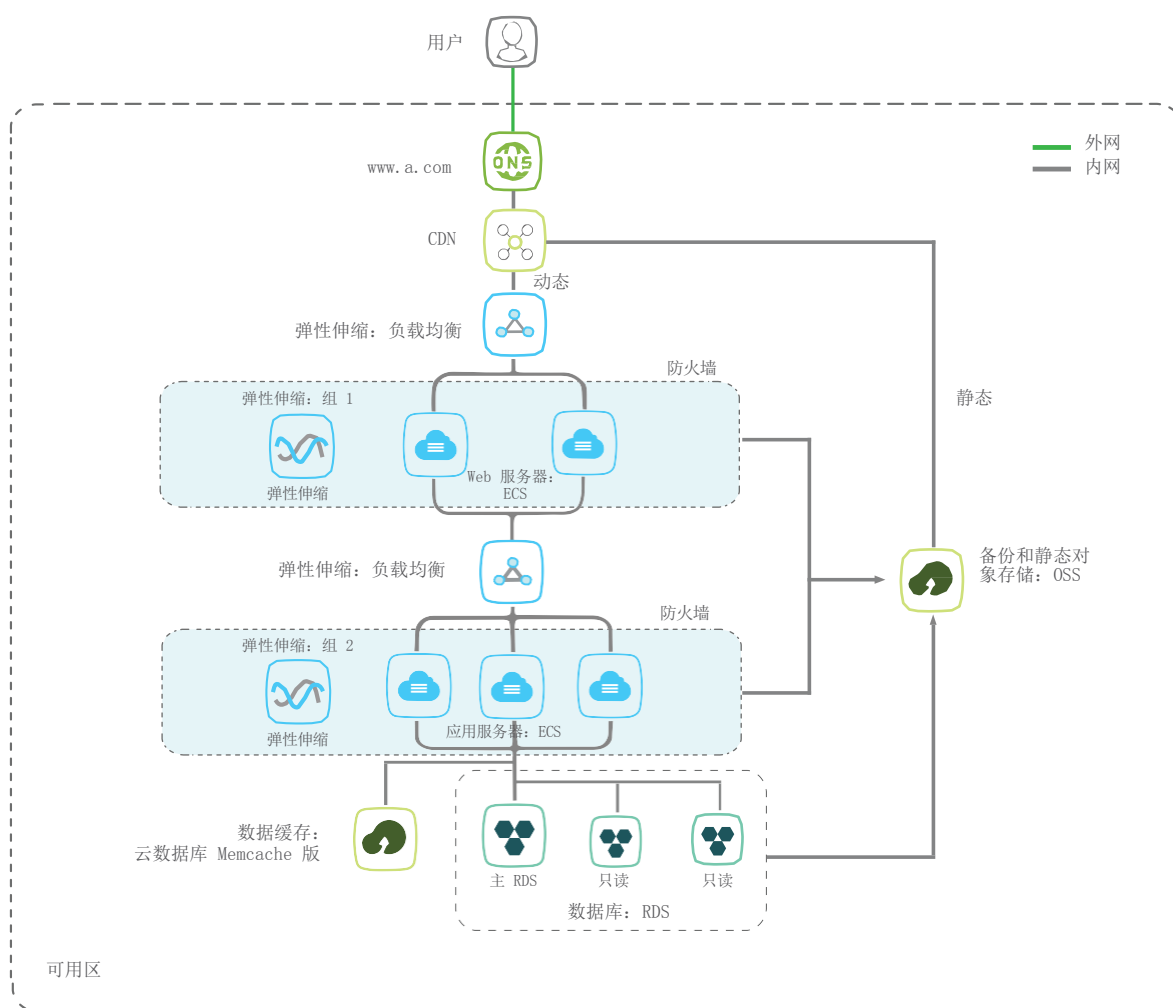 用户
外网
内网
www.a.com
ONS
CDN
动态
弹性伸缩：负载均衡
防火墙
弹性伸缩：组 1
静态
Web 服务器：
ECS
弹性伸缩
备份和静态对
象存储：OSS
弹性伸缩：负载均衡
防火墙
弹性伸缩：组 2
应用服务器：ECS
弹性伸缩
数据缓存：
云数据库 Memcache 版
主 RDS
只读
只读
数据库：RDS
可用区